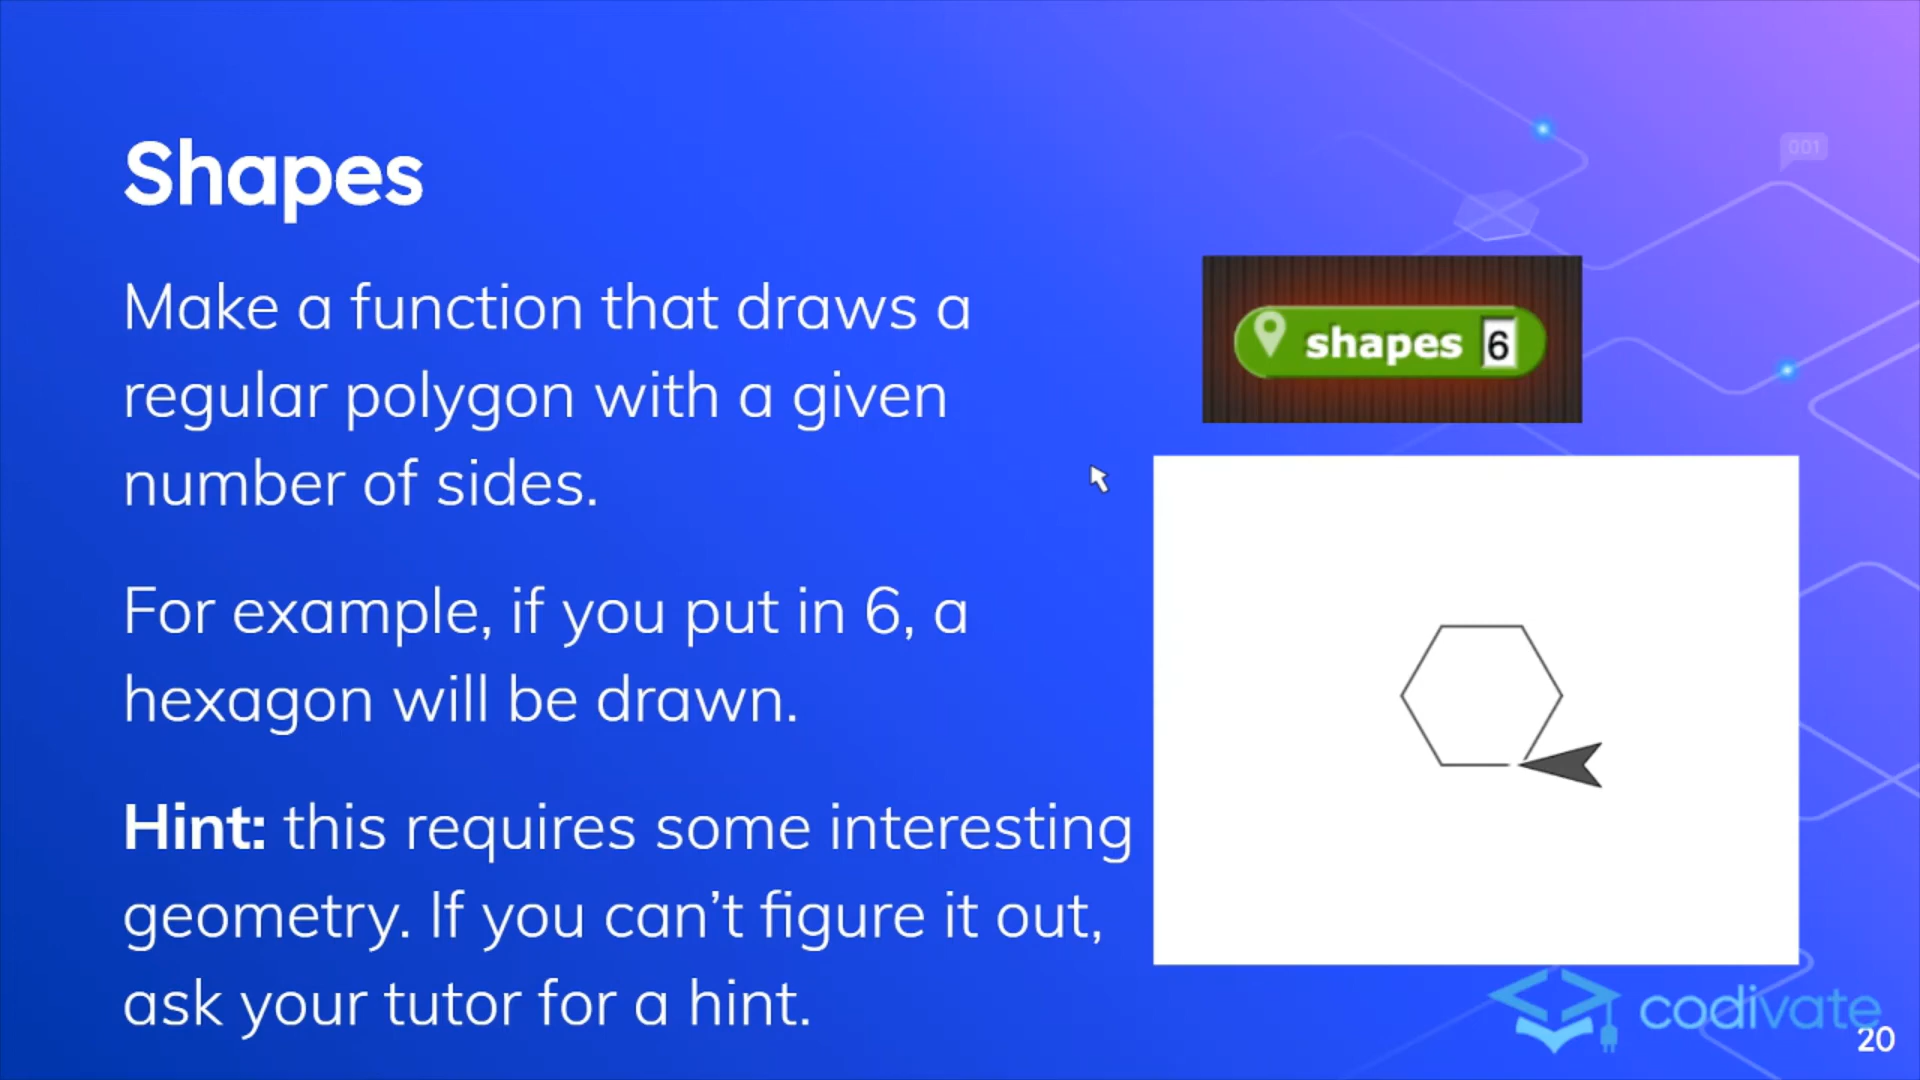 Shapes
Make a function that draws a
regular polygon with a given
number of sides.
For example, if you put in 6, a
hexagon will be drawn.
Hint: this requires some interesting
geometry. If you can’t figure it out,
ask your tutor for a hint.
001
shapes 6
codivate
20